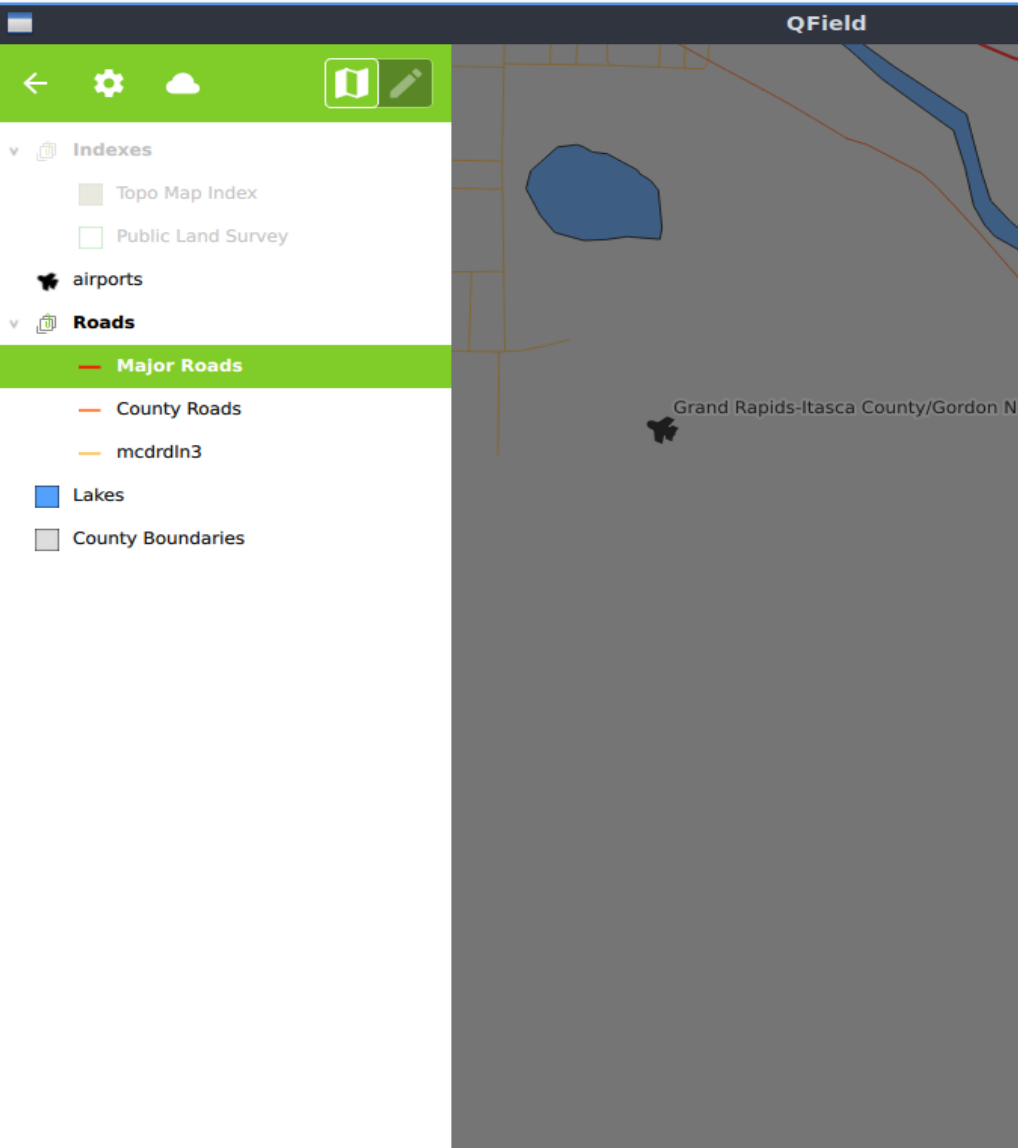 QField
Indexes
Topo Map Index
Public Land Survey
airports
Roads
Major Roads
County Roads
mcdrdln3
Lakes
County Boundaries
Grand Rapids-Itasca County/Gordon N